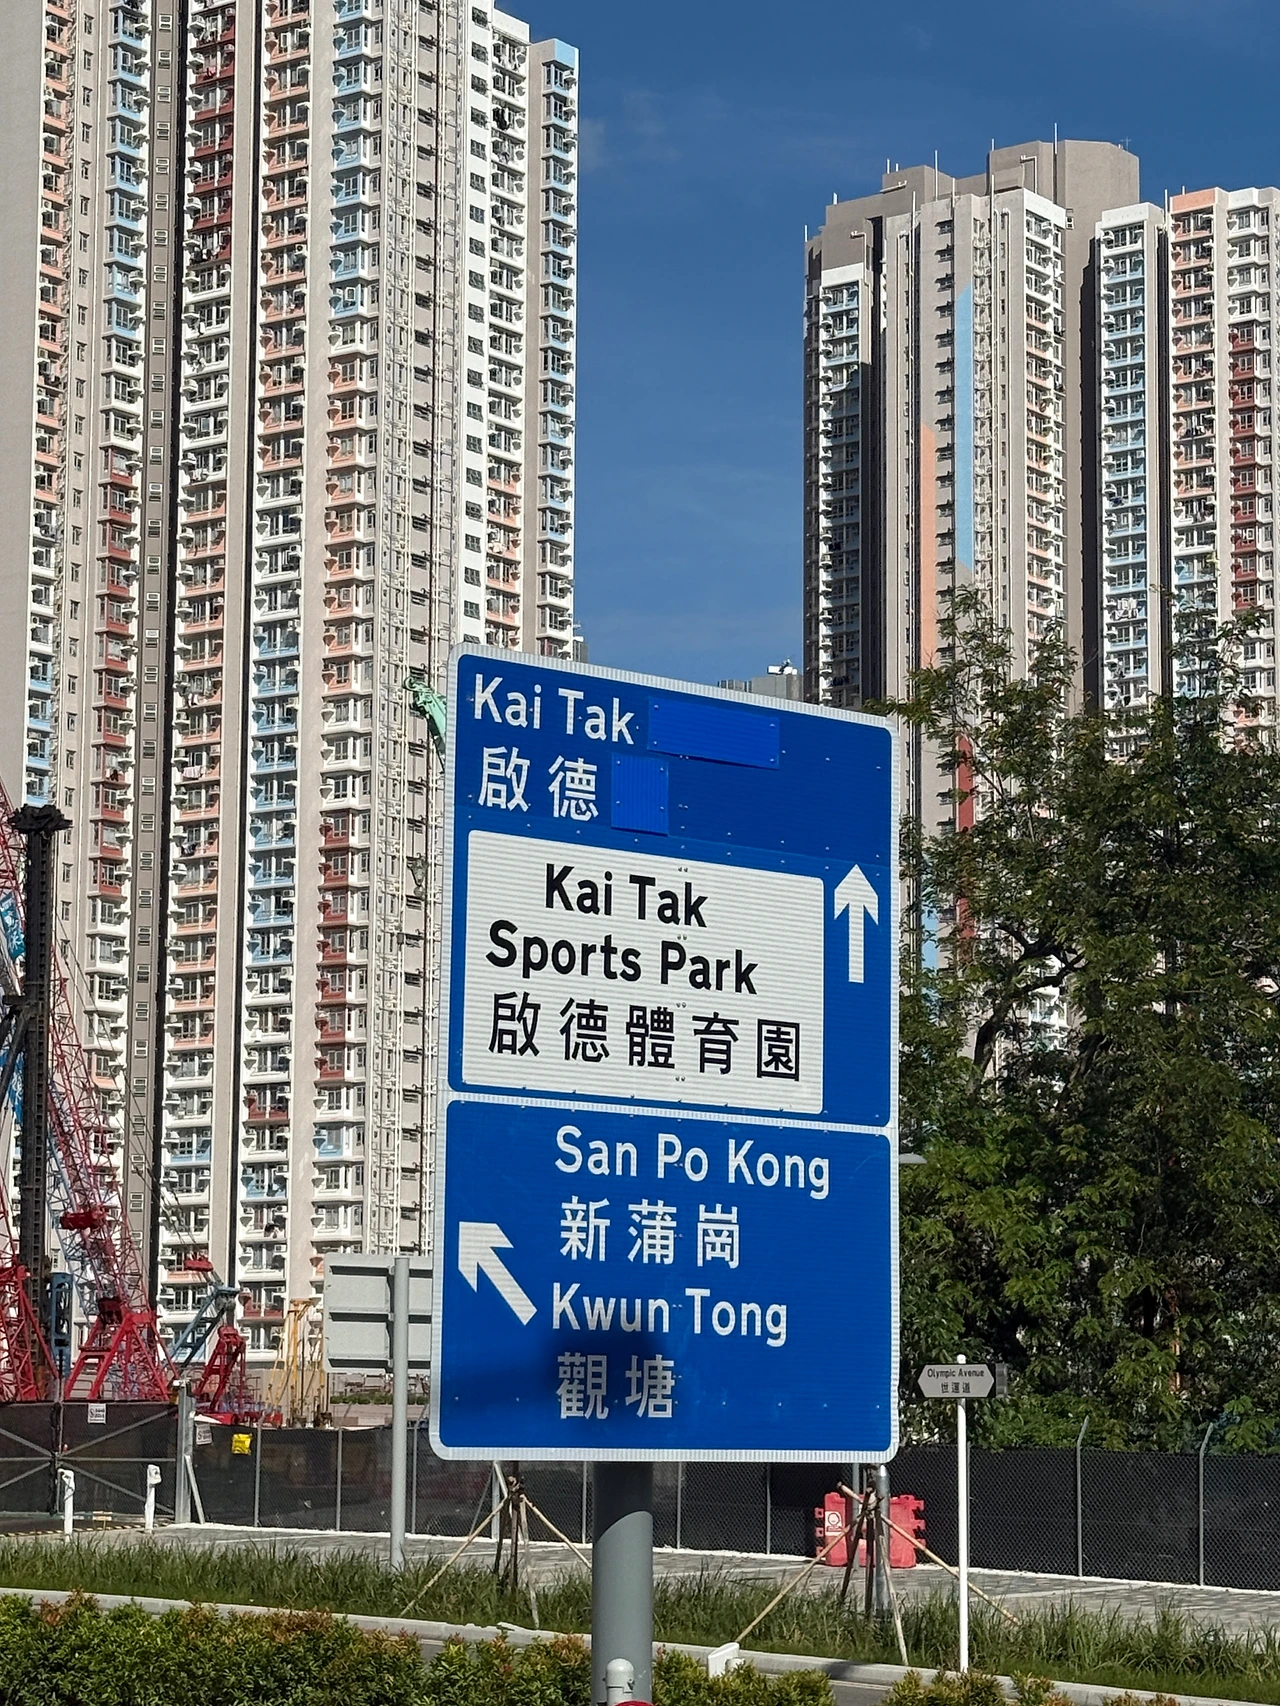 Kai Tak
啟德
Kai Tak
Sports Park
啟德體育園
San Po Kong
新蒲崗
Kwun Tong
觀塘
Olympic Avenue
世運道